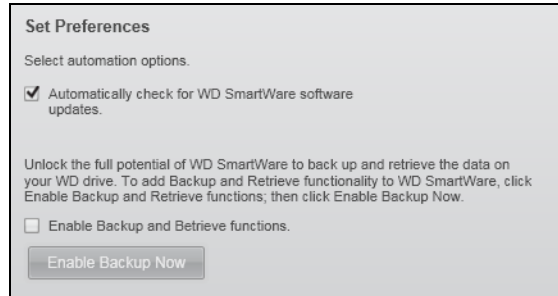 Set Preferences
Select automation options.
Automatically check for WD SmartWare software
updates.
Unlock the full potential of WD SmartWare to back up and retrieve the data on
your WD drive. To add Backup and Retrieve functionality to WD SmartWare, click
Enable Backup and Retrieve functions; then click Enable Backup Now.
Enable Backup and Betrieve functions.
Enable Backup Now